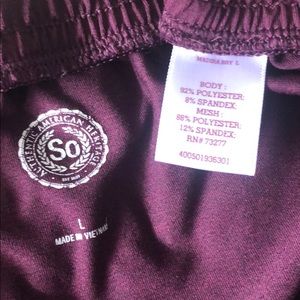 AUTHENTIC AMERICAN HERITAGE
SO
L
MADE IN VIETNAM
L
BODY :
92% POLYESTER;
8% SPANDEX;
MESH :
88% POLYESTER;
12% SPANDEX;
RN# 73277
400501936301